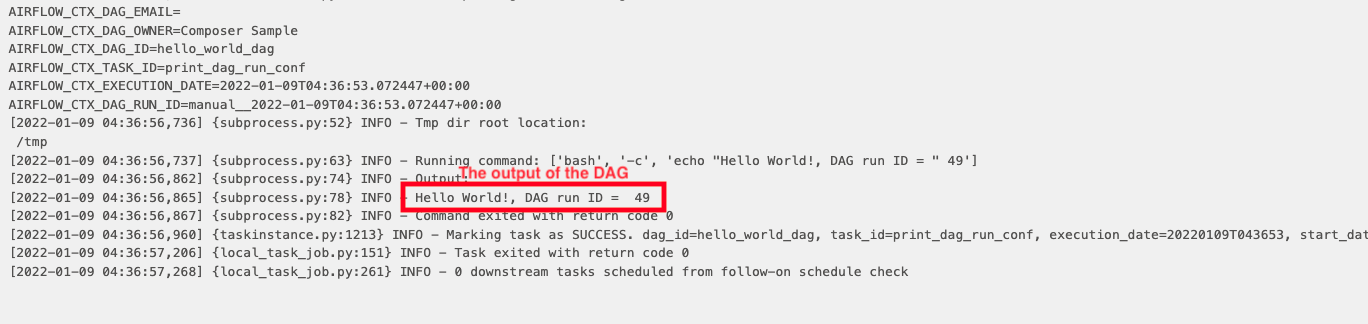 AIRFLOW_CTX_DAG_EMAIL=
AIRFLOW_CTX_DAG_OWNER=Composer Sample
AIRFLOW_CTX_DAG_ID=hello_world_dag
AIRFLOW_CTX_TASK_ID=print_dag_run_conf
AIRFLOW_CTX_EXECUTION_DATE=2022-01-09T04:36:53.072447+00:00
AIRFLOW_CTX_DAG_RUN_ID=manual__2022-01-09T04:36:53.072447+00:00
[2022-01-09 04:36:56,736] {subprocess.py:52} INFO - Tmp dir root location:
/tmp
[2022-01-09 04:36:56,737] {subprocess.py:63} INFO - Running command: ['bash', '-c', 'echo "Hello World!, DAG run ID = " 49']
The output of the DAG
[2022-01-09 04:36:56,862] {subprocess.py:74} INFO - Output:
[2022-01-09 04:36:56,865] {subprocess.py:78} INFO - Hello World!, DAG run ID =  49
[2022-01-09 04:36:56,867] {subprocess.py:82} INFO - Command exited with return code 0
[2022-01-09 04:36:56,960] {taskinstance.py:1213} INFO - Marking task as SUCCESS. dag_id=hello_world_dag, task_id=print_dag_run_conf, execution_date=20220109T043653, start_dat
[2022-01-09 04:36:57,206] {local_task_job.py:151} INFO - Task exited with return code 0
[2022-01-09 04:36:57,268] {local_task_job.py:261} INFO - 0 downstream tasks scheduled from follow-on schedule check